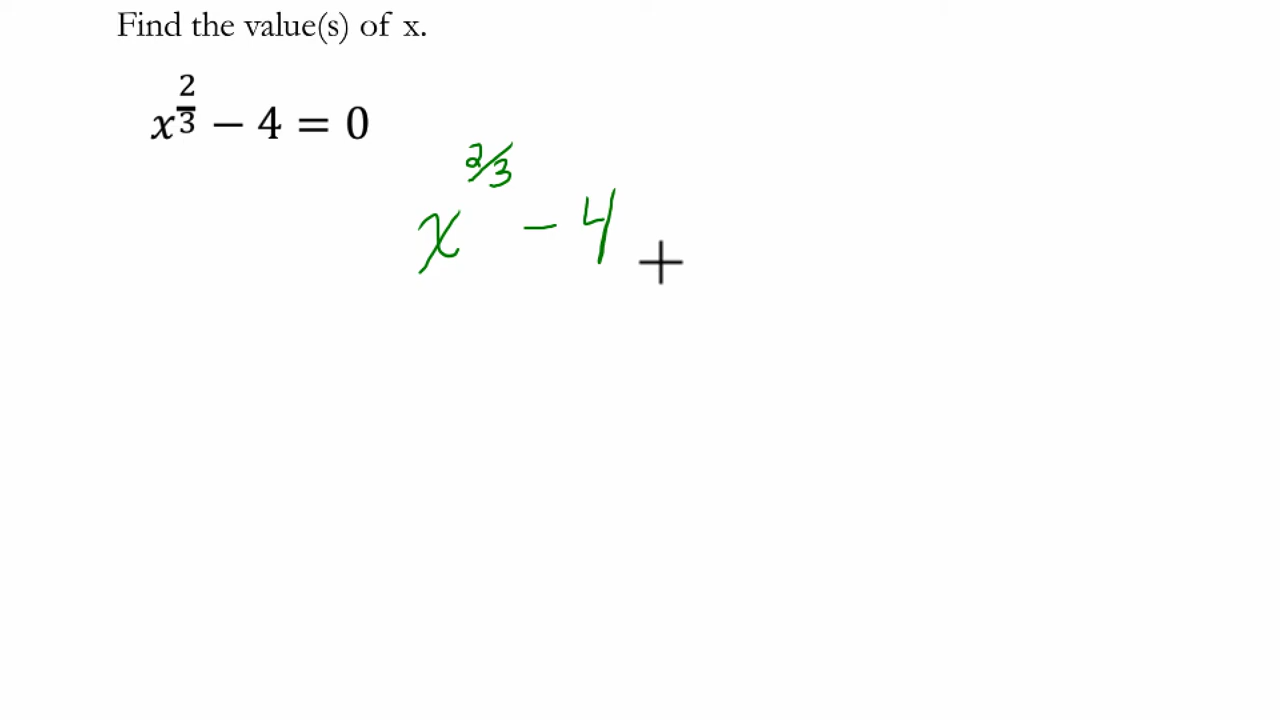 Find the value(s) of x.
x^{2/3} − 4 = 0
x^{2/3} − 4